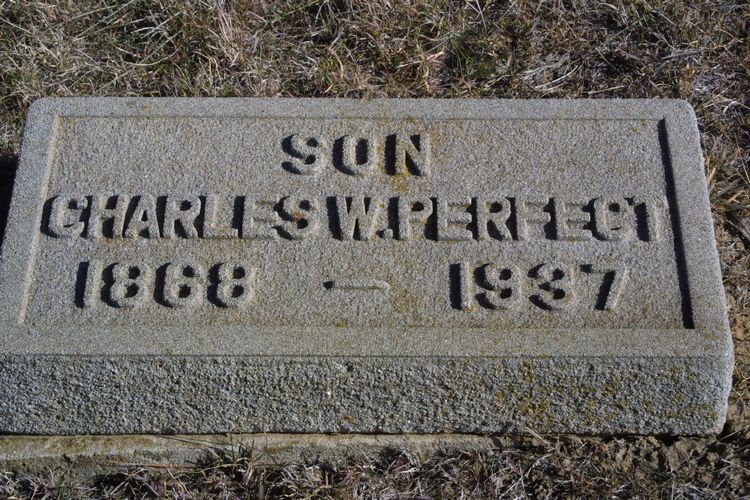 SON
CHARLES W. PERFECT
1868 - 1937